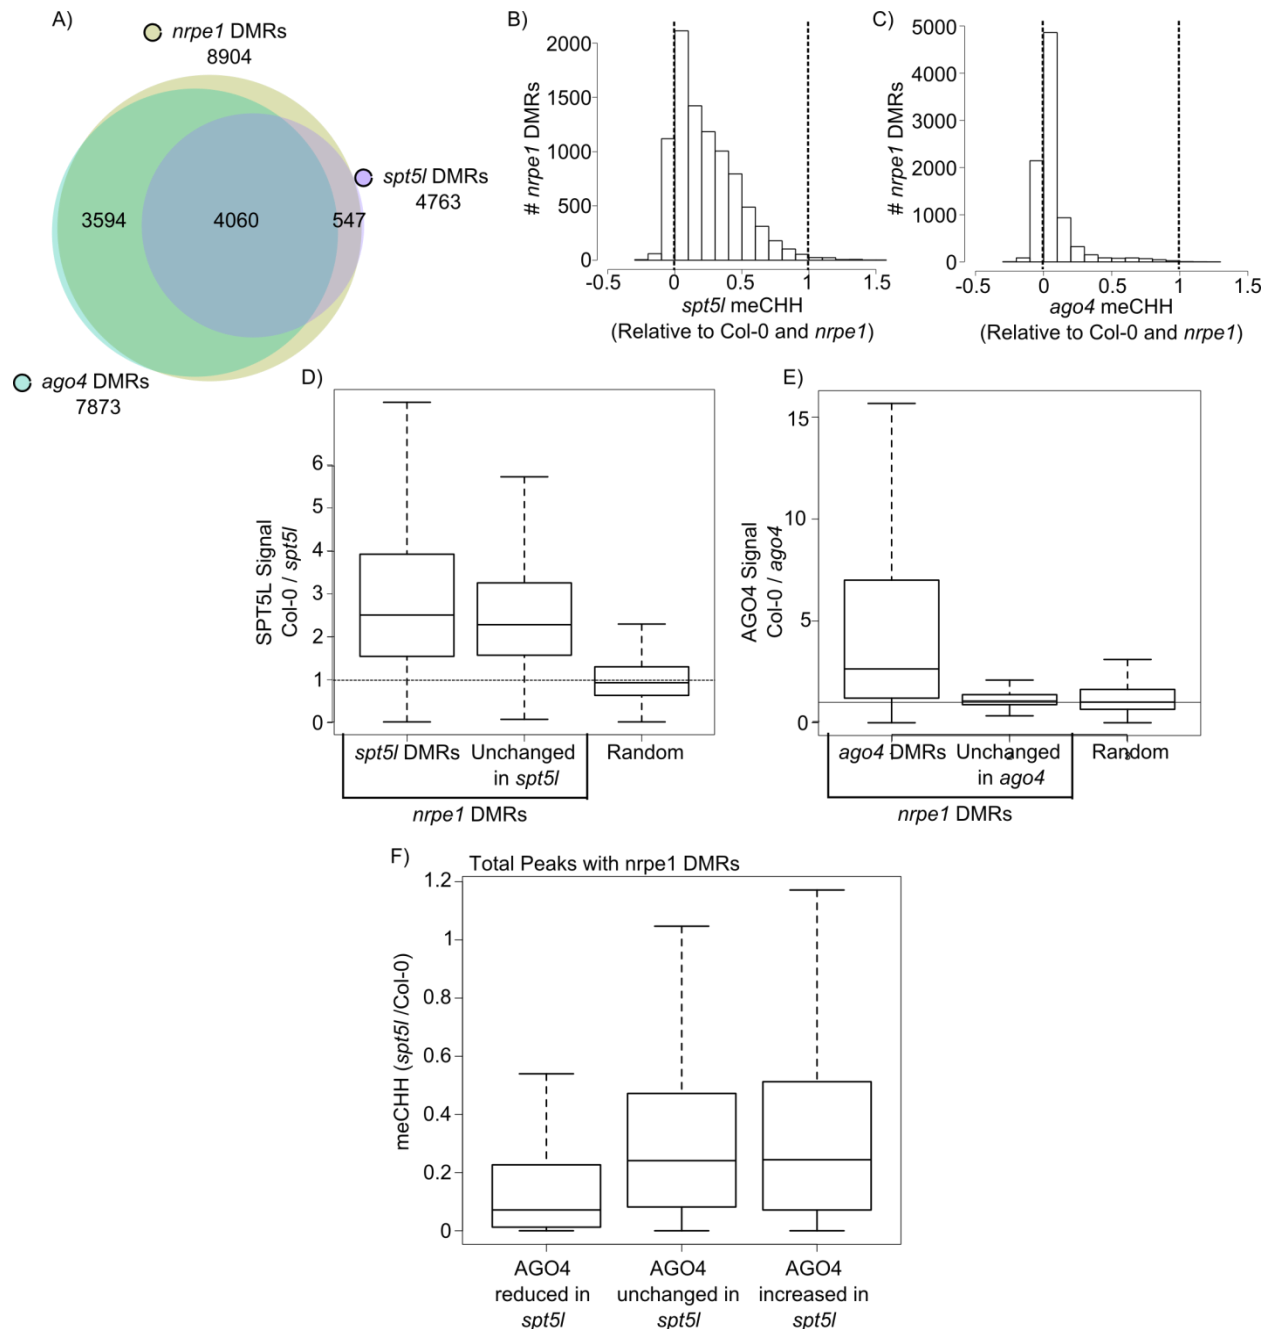 A)
nrpe1 DMRs
8904
3594
4060
547
spt5l DMRs
4763
ago4 DMRs
7873
B)
# nrpe1 DMRs
2000
1500
1000
500
0
-0.5
0
0.5
1
1.5
spt5l meCHH
(Relative to Col-0 and nrpe1)
C)
# nrpe1 DMRs
5000
4000
3000
2000
1000
0
-0.5
0
0.5
1
1.5
ago4 meCHH
(Relative to Col-0 and nrpe1)
D)
SPT5L Signal
Col-0 / spt5l
6
5
4
3
2
1
0
spt5l DMRs
Unchanged
in spt5l
Random
nrpe1 DMRs
E)
AGO4 Signal
Col-0 / ago4
15
10
5
0
ago4 DMRs
Unchanged
in ago4
Random
nrpe1 DMRs
F)
Total Peaks with nrpe1 DMRs
meCHH (spt5l /Col-0)
1.2
1
0.8
0.6
0.4
0.2
0
AGO4
reduced in
spt5l
AGO4
unchanged in
spt5l
AGO4
increased in
spt5l